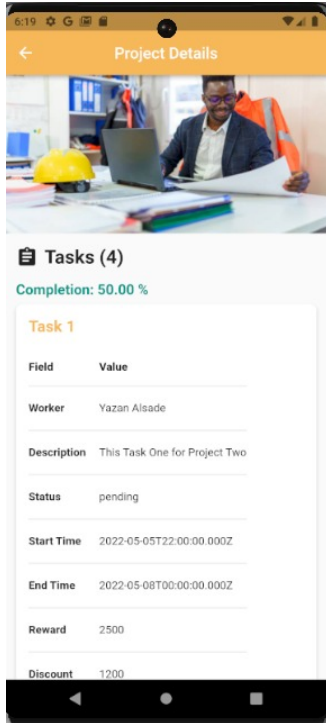 6:19
Project Details
Tasks (4)
Completion: 50.00 %
Task 1
Field Value
Worker Yazan Alsade
Description This Task One for Project Two
Status pending
Start Time 2022-05-05T22:00:00.000Z
End Time 2022-05-08T00:00:00.000Z
Reward 2500
Discount 1200